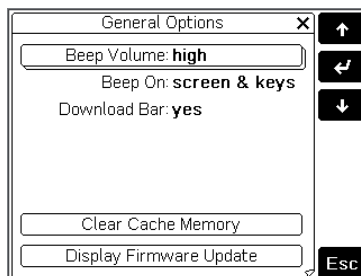 General Options
Beep Volume: high
Beep On: screen & keys
Download Bar: yes
Clear Cache Memory
Display Firmware Update
Esc